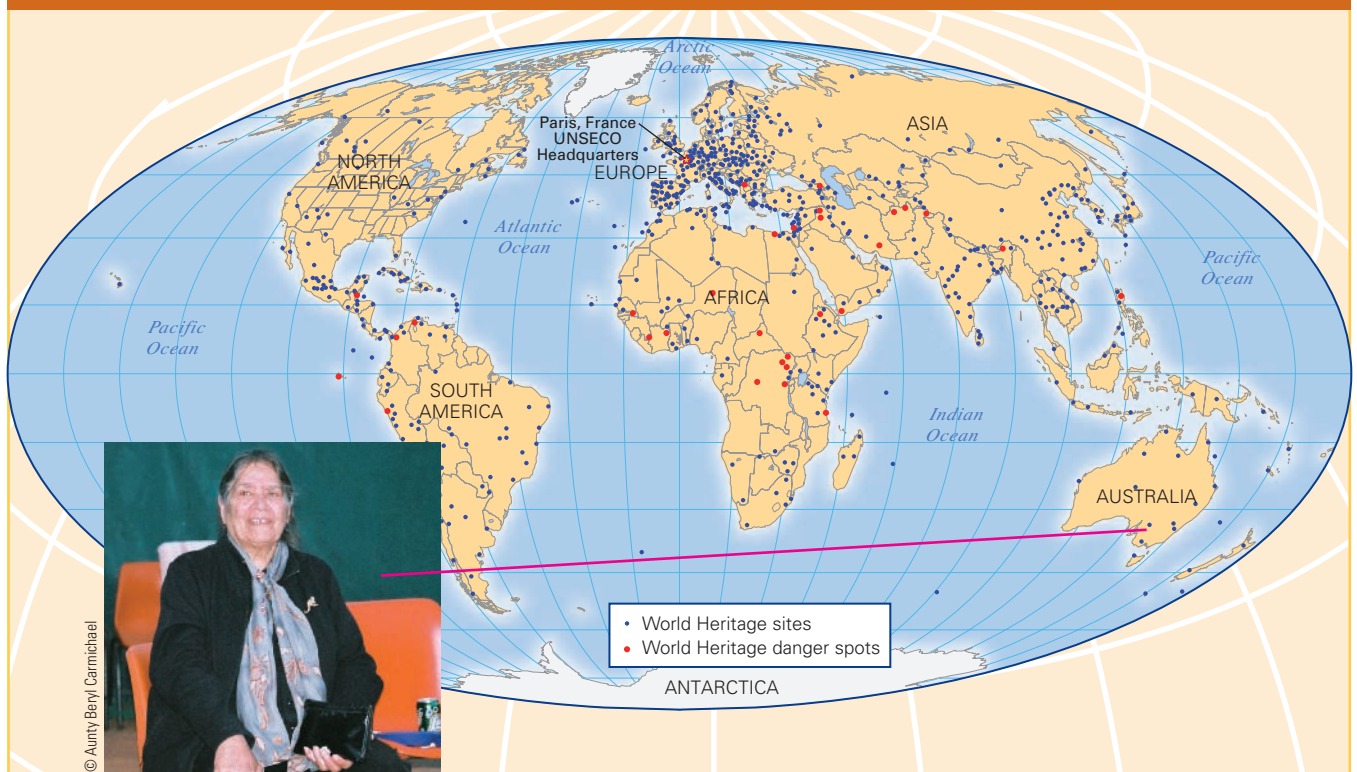 Arctic
Ocean
Paris, France
UNSECO
Headquarters
EUROPE
ASIA
NORTH
AMERICA
Atlantic
Ocean
Pacific
Ocean
AFRICA
Pacific
Ocean
SOUTH
AMERICA
Indian
Ocean
AUSTRALIA
World Heritage sites
World Heritage danger spots
ANTARCTICA
© Aunty Beryl Carmichael